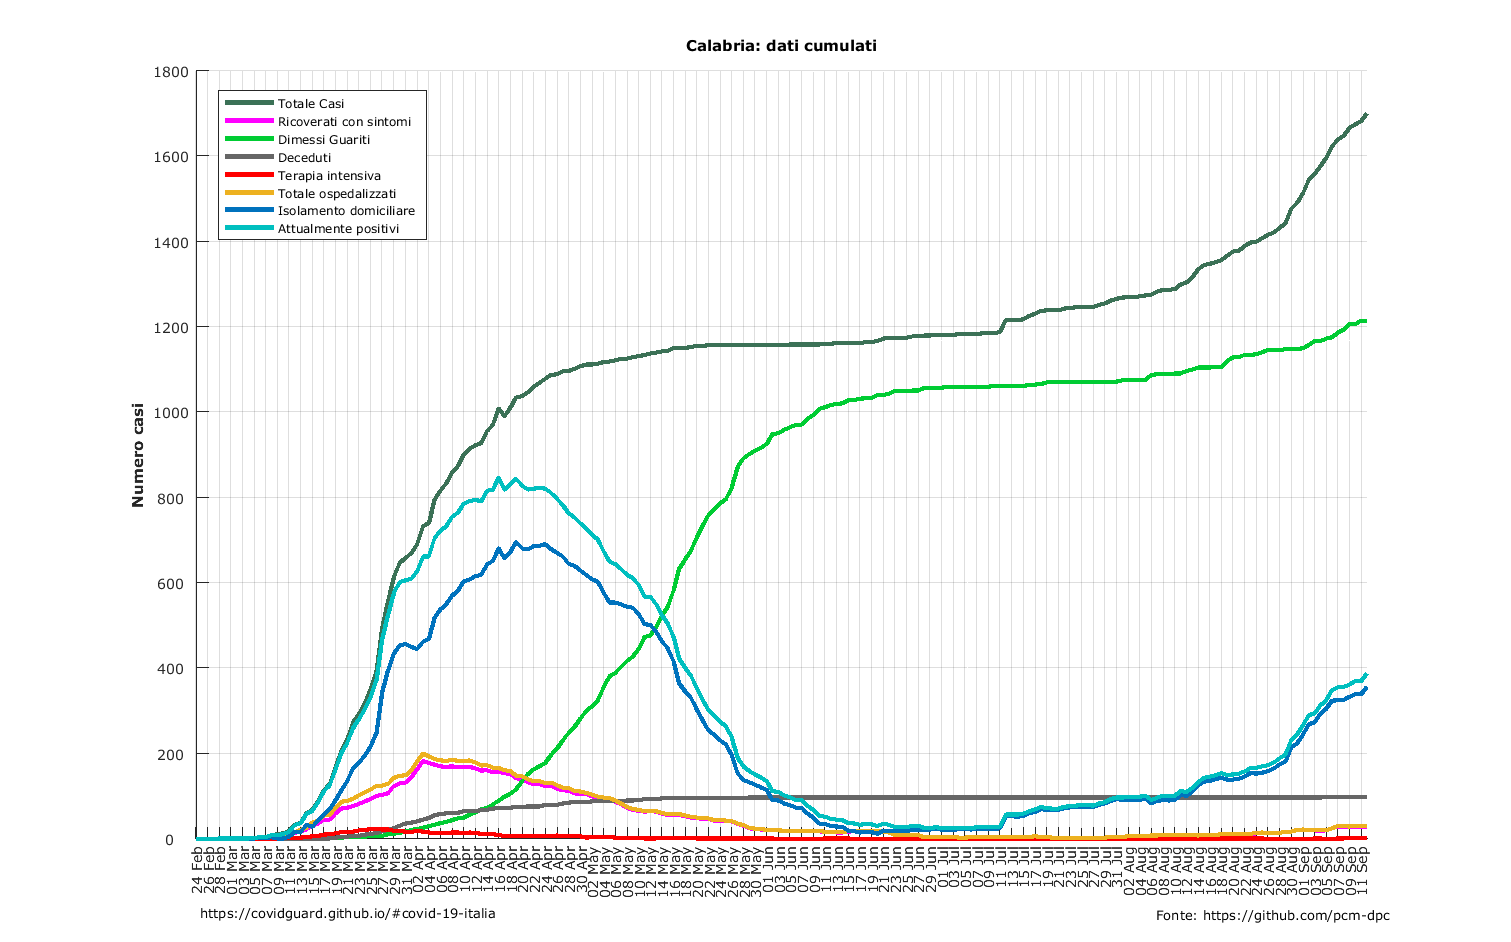 Calabria: dati cumulati
1800
1600
1400
1200
1000
800
600
400
200
0
Numero casi
Totale Casi
Ricoverati con sintomi
Dimessi Guariti
Deceduti
Terapia intensiva
Totale ospedalizzati
Isolamento domiciliare
Attualmente positivi
24 Feb
26 Feb
28 Feb
01 Mar
03 Mar
05 Mar
07 Mar
09 Mar
11 Mar
13 Mar
15 Mar
17 Mar
19 Mar
21 Mar
23 Mar
25 Mar
27 Mar
29 Mar
31 Mar
02 Apr
04 Apr
06 Apr
08 Apr
10 Apr
12 Apr
14 Apr
16 Apr
18 Apr
20 Apr
22 Apr
24 Apr
26 Apr
28 Apr
30 Apr
02 May
04 May
06 May
08 May
10 May
12 May
14 May
16 May
18 May
20 May
22 May
24 May
26 May
28 May
30 May
01 Jun
03 Jun
05 Jun
07 Jun
09 Jun
11 Jun
13 Jun
15 Jun
17 Jun
19 Jun
21 Jun
23 Jun
25 Jun
27 Jun
29 Jun
01 Jul
03 Jul
05 Jul
07 Jul
09 Jul
11 Jul
13 Jul
15 Jul
17 Jul
19 Jul
21 Jul
23 Jul
25 Jul
27 Jul
29 Jul
31 Jul
02 Aug
04 Aug
06 Aug
08 Aug
10 Aug
12 Aug
14 Aug
16 Aug
18 Aug
20 Aug
22 Aug
24 Aug
26 Aug
28 Aug
30 Aug
01 Sep
03 Sep
05 Sep
07 Sep
09 Sep
11 Sep
https://covidguard.github.io/#covid-19-italia
Fonte: https://github.com/pcm-dpc